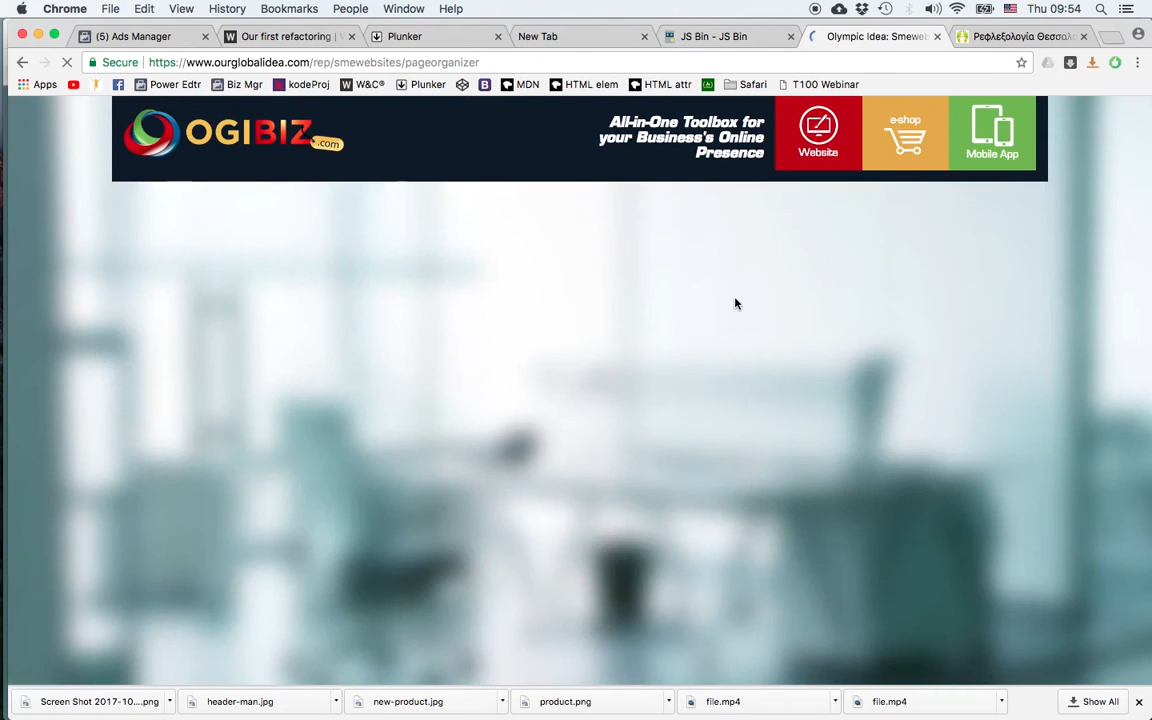 Chrome File Edit View History Bookmarks People Window Help Thu 09:54
(5) Ads Manager
Our first refactoring |
Plunker
New Tab
JS Bin - JS Bin
Olympic Idea: Smeweb
Ρεφλεξολογία Θεσσαλ
Secure https://www.ourglobalidea.com/rep/smewebsites/pageorganizer
Apps Power Edtr Biz Mgr kodeProj W&C® Plunker MDN HTML elem HTML attr Safari T100 Webinar
OGIBIZ.com
All-in-One Toolbox for
your Business's Online
Presence
Website
e-shop
Mobile App
Screen Shot 2017-10....png
header-man.jpg
new-product.jpg
product.png
file.mp4
file.mp4
Show All